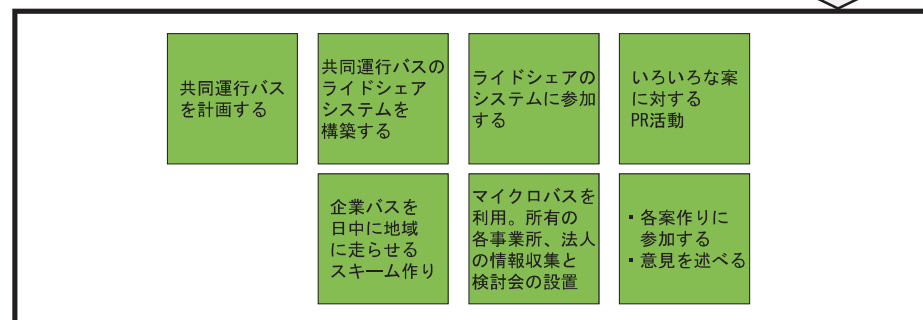 共同運行バス
を計画する
共同運行バスの
ライドシェア
システムを
構築する
ライドシェアの
システムに参加
する
いろいろな案
に対する
PR活動
企業バスを
日中に地域
に走らせる
スキーム作り
マイクロバスを
利用。所有の
各事業所、法人
の情報収集と
検討会の設置
・各案作りに
参加する
・意見を述べる